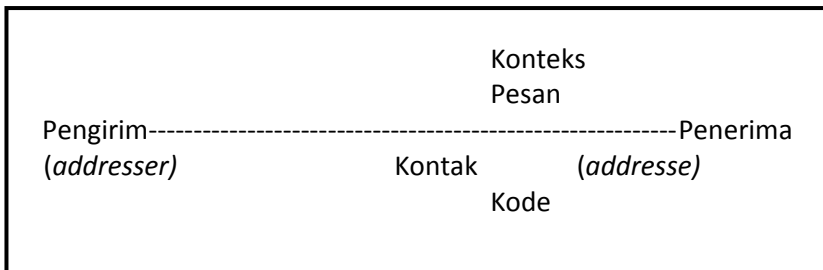 Konteks
Pesan
Pengirim----------------------------------------------------------Penerima
(addresser) Kontak (addresse)
Kode